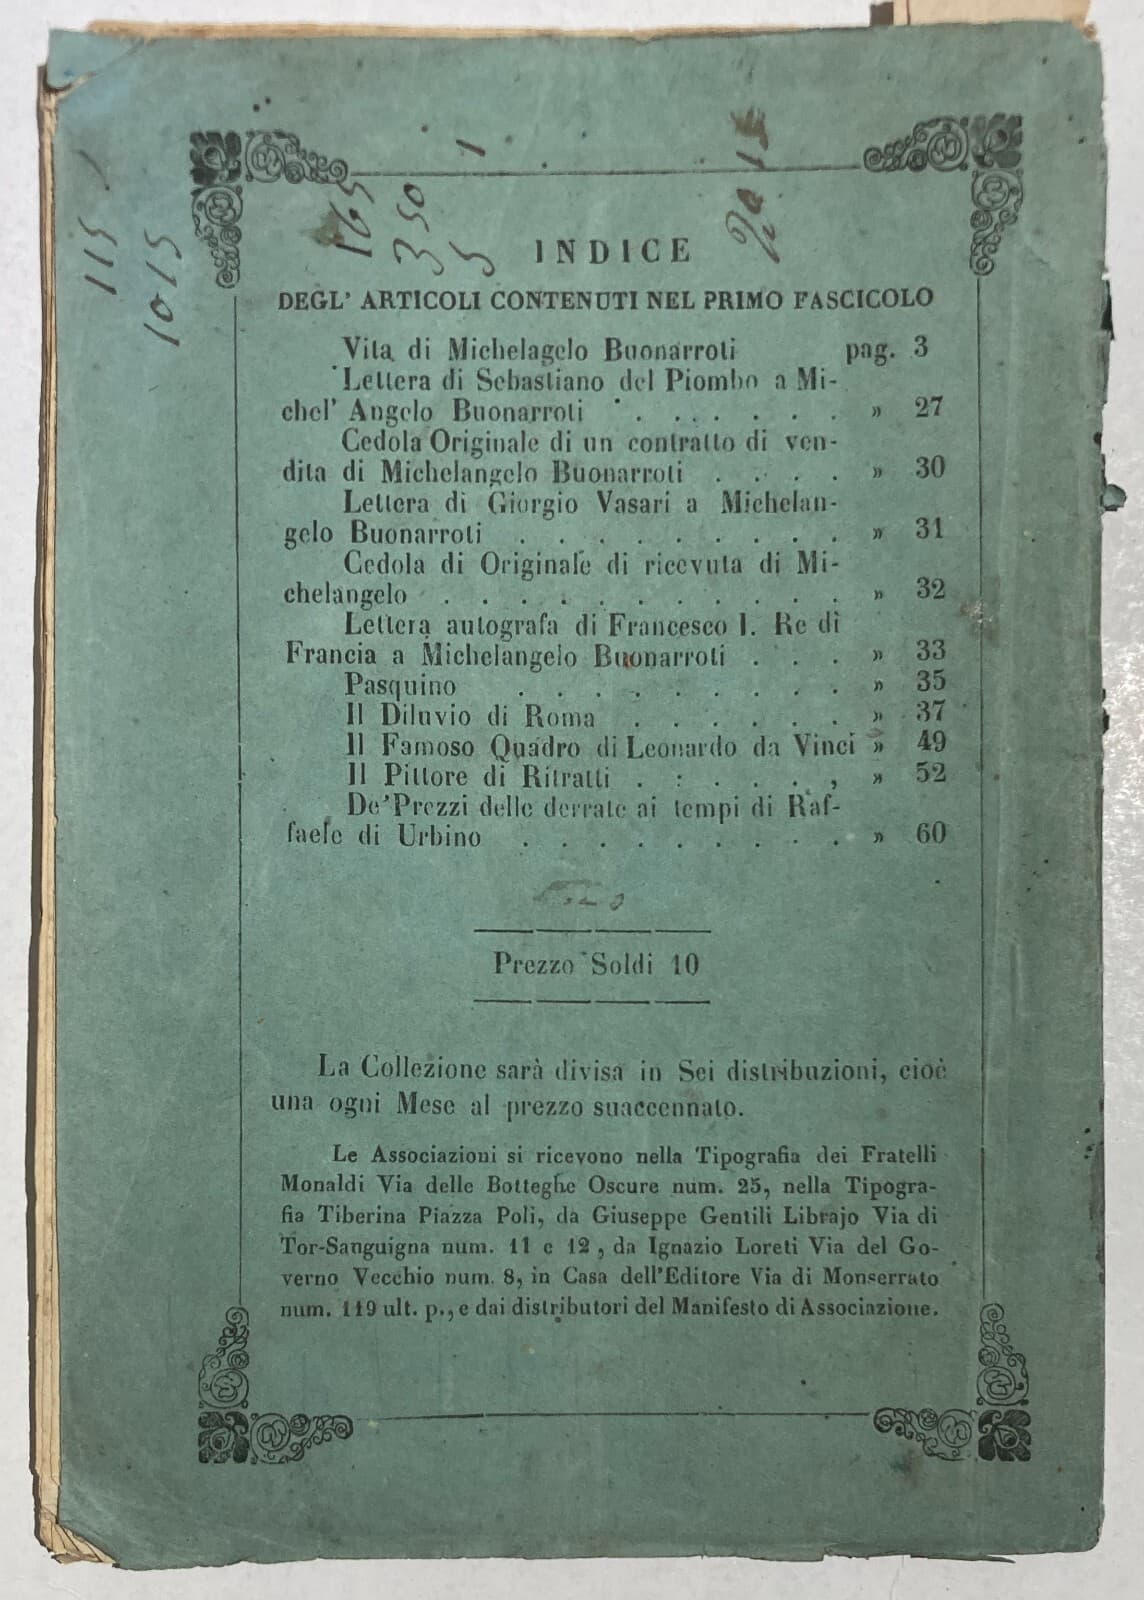 115
1015
165
3 50
5
1
INDICE
DEGL' ARTICOLI CONTENUTI NEL PRIMO FASCICOLO
Vita di Michelagelo Buonarroti pag. 3
Lettera di Sebastiano del Piombo a Mi-
chel' Angelo Buonarroti . . . . . . . » 27
Cedola Originale di un contratto di ven-
dita di Michelangelo Buonarroti . . . . » 30
Lettera di Giorgio Vasari a Michelan-
gelo Buonarroti . . . . . . . . . » 31
Cedola di Originale di ricevuta di Mi-
chelangelo . . . . . . . . . . . » 32
Lettera autografa di Francesco I. Re di
Francia a Michelangelo Buonarroti . . . » 33
Pasquino . . . . . . . . . » 35
Il Diluvio di Roma . . . . . . » 37
Il Famoso Quadro di Leonardo da Vinci » 49
Il Pittore di Ritratti . : . . . , » 52
De' Prezzi delle derrate ai tempi di Raf-
faele di Urbino . . . . . . . . . » 60
Prezzo Soldi 10
La Collezione sarà divisa in Sei distribuzioni, cioè
una ogni Mese al prezzo suaccennato.
Le Associazioni si ricevono nella Tipografia dei Fratelli
Monaldi Via delle Botteghe Oscure num. 25, nella Tipogra-
fia Tiberina Piazza Poli, da Giuseppe Gentili Librajo Via di
Tor-Sanguigna num. 11 e 12, da Ignazio Loreti Via del Go-
verno Vecchio num. 8, in Casa dell'Editore Via di Monserrato
num. 119 ult. p., e dai distributori del Manifesto di Associazione.